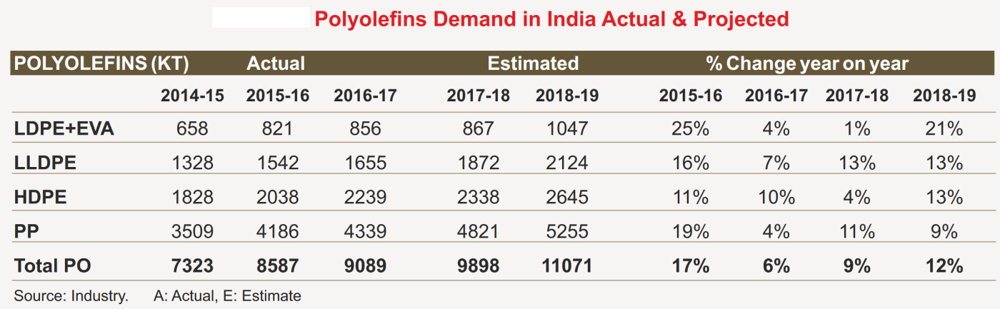 Polyolefins Demand in India Actual & Projected
POLYOLEFINS (KT) Actual Estimated % Change year on year
2014-15 2015-16 2016-17 2017-18 2018-19 2015-16 2016-17 2017-18 2018-19
LDPE+EVA 658 821 856 867 1047 25% 4% 1% 21%
LLDPE 1328 1542 1655 1872 2124 16% 7% 13% 13%
HDPE 1828 2038 2239 2338 2645 11% 10% 4% 13%
PP 3509 4186 4339 4821 5255 19% 4% 11% 9%
Total PO 7323 8587 9089 9898 11071 17% 6% 9% 12%
Source: Industry. A: Actual, E: Estimate